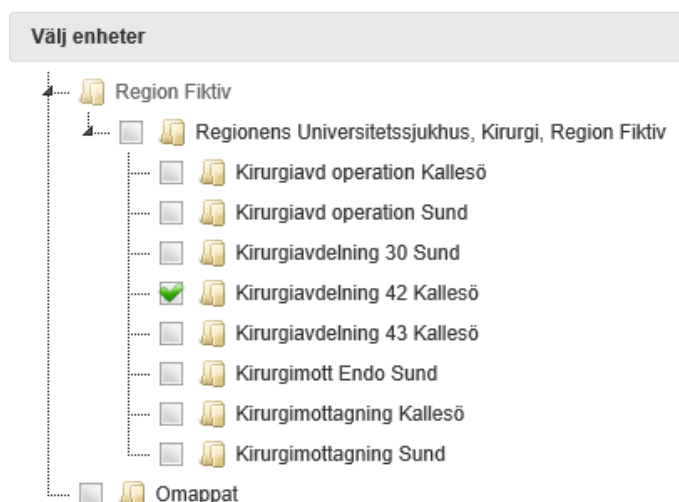 Välj enheter
Region Fiktiv
Regionens Universitetssjukhus, Kirurgi, Region Fiktiv
Kirurgiavd operation Kallesö
Kirurgiavd operation Sund
Kirurgiavdelning 30 Sund
Kirurgiavdelning 42 Kallesö
Kirurgiavdelning 43 Kallesö
Kirurgimott Endo Sund
Kirurgimottagning Kallesö
Kirurgimottagning Sund
Omappat